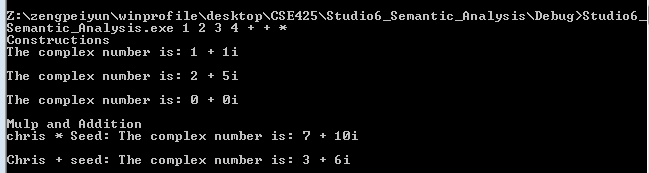 Z:\zengpeiyun\winprofile\desktop\CSE425\Studio6_Semantic_Analysis\Debug>Studio6_
Semantic_Analysis.exe 1 2 3 4 + + *
Constructions
The complex number is: 1 + 1i
The complex number is: 2 + 5i
The complex number is: 0 + 0i
Mulp and Addition
chris * Seed: The complex number is: 7 + 10i
Chris + seed: The complex number is: 3 + 6i